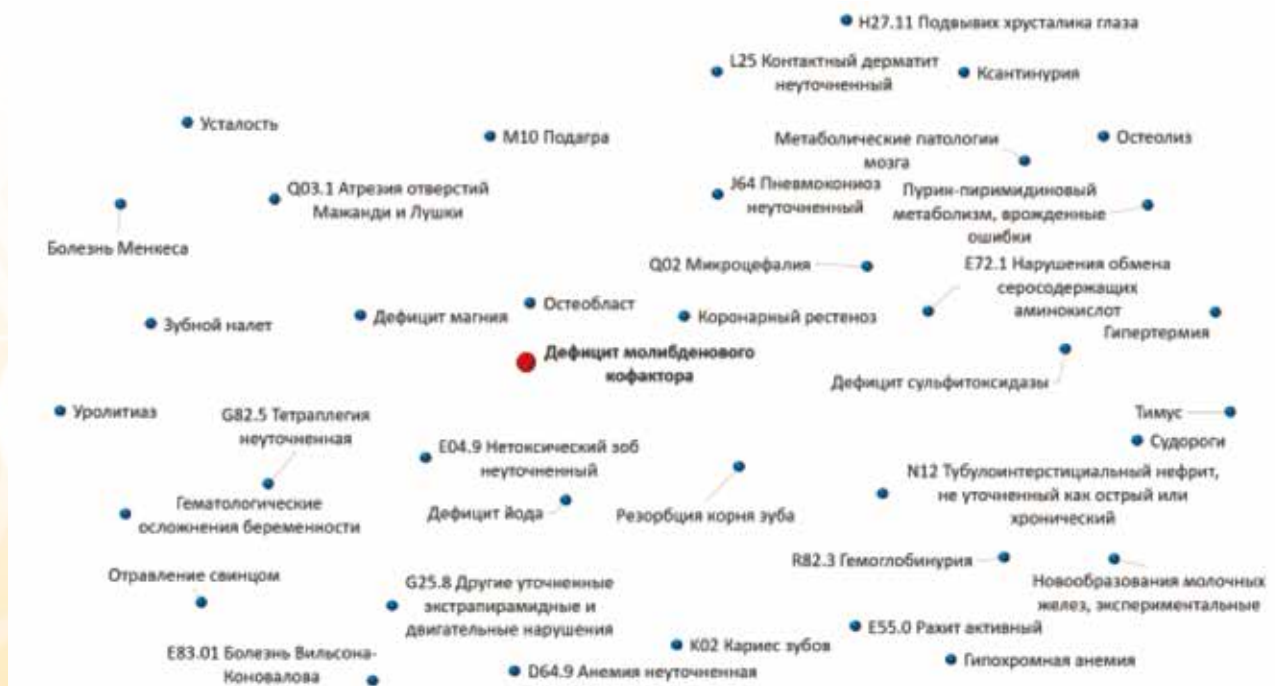 H27.11 Подвывих хрусталика глаза
L25 Контактный дерматит
неуточненный
Ксантинурия
Усталость
M10 Подагра
Метаболические патологии
мозга
Остеолиз
Q03.1 Атрезия отверстий
Мажанди и Лушки
J64 Пневмокониоз
неуточненный
Пурин-пиримидиновый
метаболизм, врожденные
ошибки
Болезнь Менкеса
Q02 Микроцефалия
E72.1 Нарушения обмена
серосодержащих
аминокислот
Зубной налет
Дефицит магния
Остеобласт
Коронарный рестеноз
Гипертермия
Дефицит молибденового
кофактора
Дефицит сульфитоксидазы
Уролитиаз
G82.5 Тетраплегия
неуточненная
Тимус
Судороги
E04.9 Нетоксический зоб
неуточненный
N12 Тубулоинтерстициальный нефрит,
не уточненный как острый или
хронический
Гематологические
осложнения беременности
Дефицит йода
Резорбция корня зуба
R82.3 Гемоглобинурия
Отравление свинцом
G25.8 Другие уточненные
экстрапирамидные и
двигательные нарушения
Новообразования молочных
желез, экспериментальные
E55.0 Рахит активный
K02 Кариес зубов
E83.01 Болезнь Вильсона-
Коновалова
D64.9 Анемия неуточненная
Гипохромная анемия